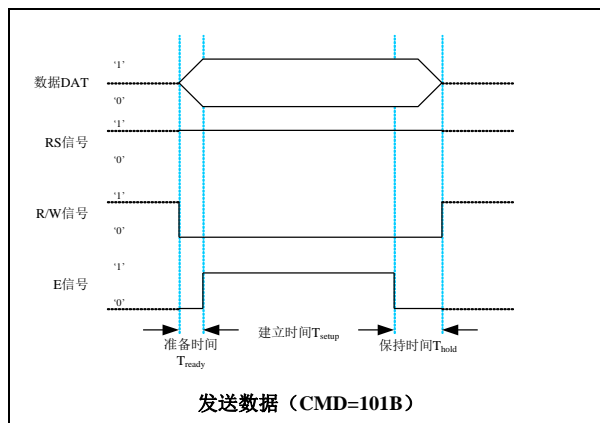 ‘1’
数据DAT
‘0’
‘1’
RS信号
‘0’
‘1’
R/W信号
‘0’
‘1’
E信号
‘0’
准备时间 建立时间Tsetup 保持时间Thold
Tready
发送数据（CMD=101B）